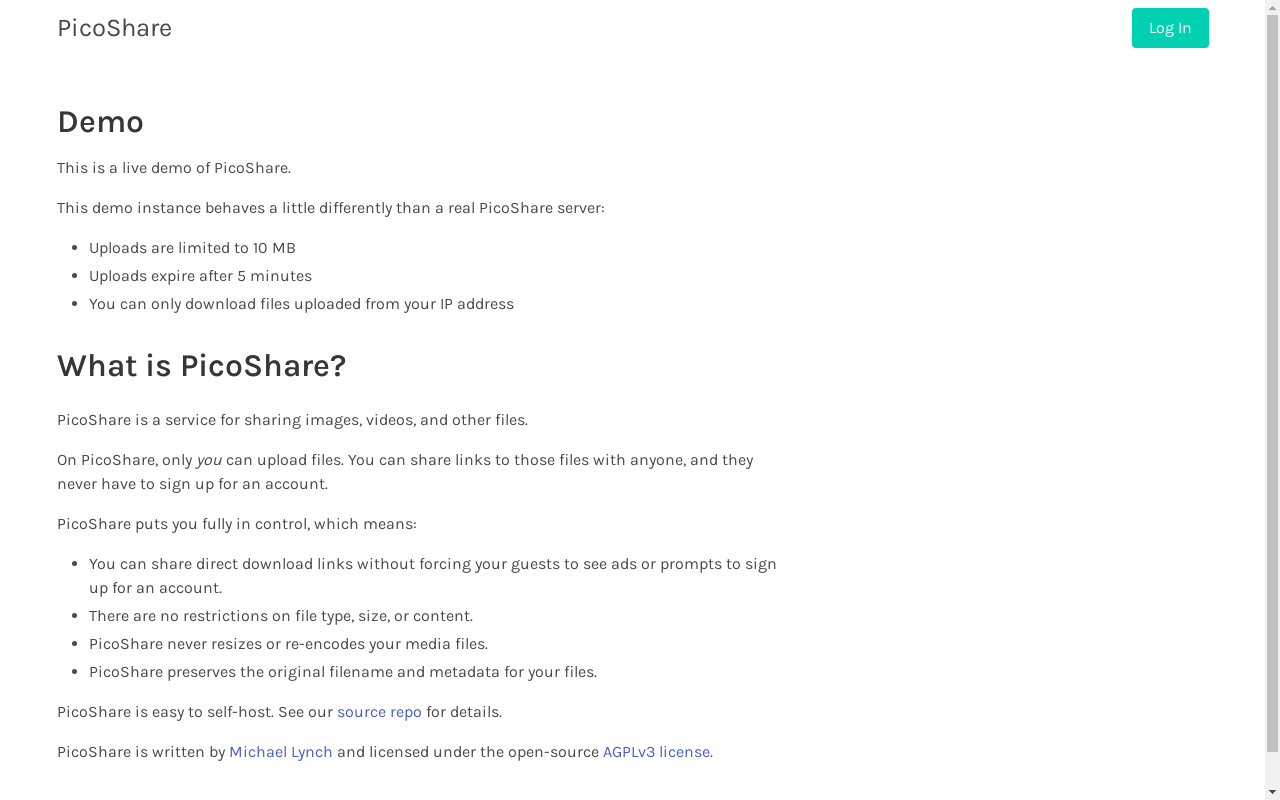 PicoShare
Log In
Demo
This is a live demo of PicoShare.
This demo instance behaves a little differently than a real PicoShare server:
Uploads are limited to 10 MB
Uploads expire after 5 minutes
You can only download files uploaded from your IP address
What is PicoShare?
PicoShare is a service for sharing images, videos, and other files.
On PicoShare, only you can upload files. You can share links to those files with anyone, and they
never have to sign up for an account.
PicoShare puts you fully in control, which means:
You can share direct download links without forcing your guests to see ads or prompts to sign
up for an account.
There are no restrictions on file type, size, or content.
PicoShare never resizes or re-encodes your media files.
PicoShare preserves the original filename and metadata for your files.
PicoShare is easy to self-host. See our source repo for details.
PicoShare is written by Michael Lynch and licensed under the open-source AGPLv3 license.